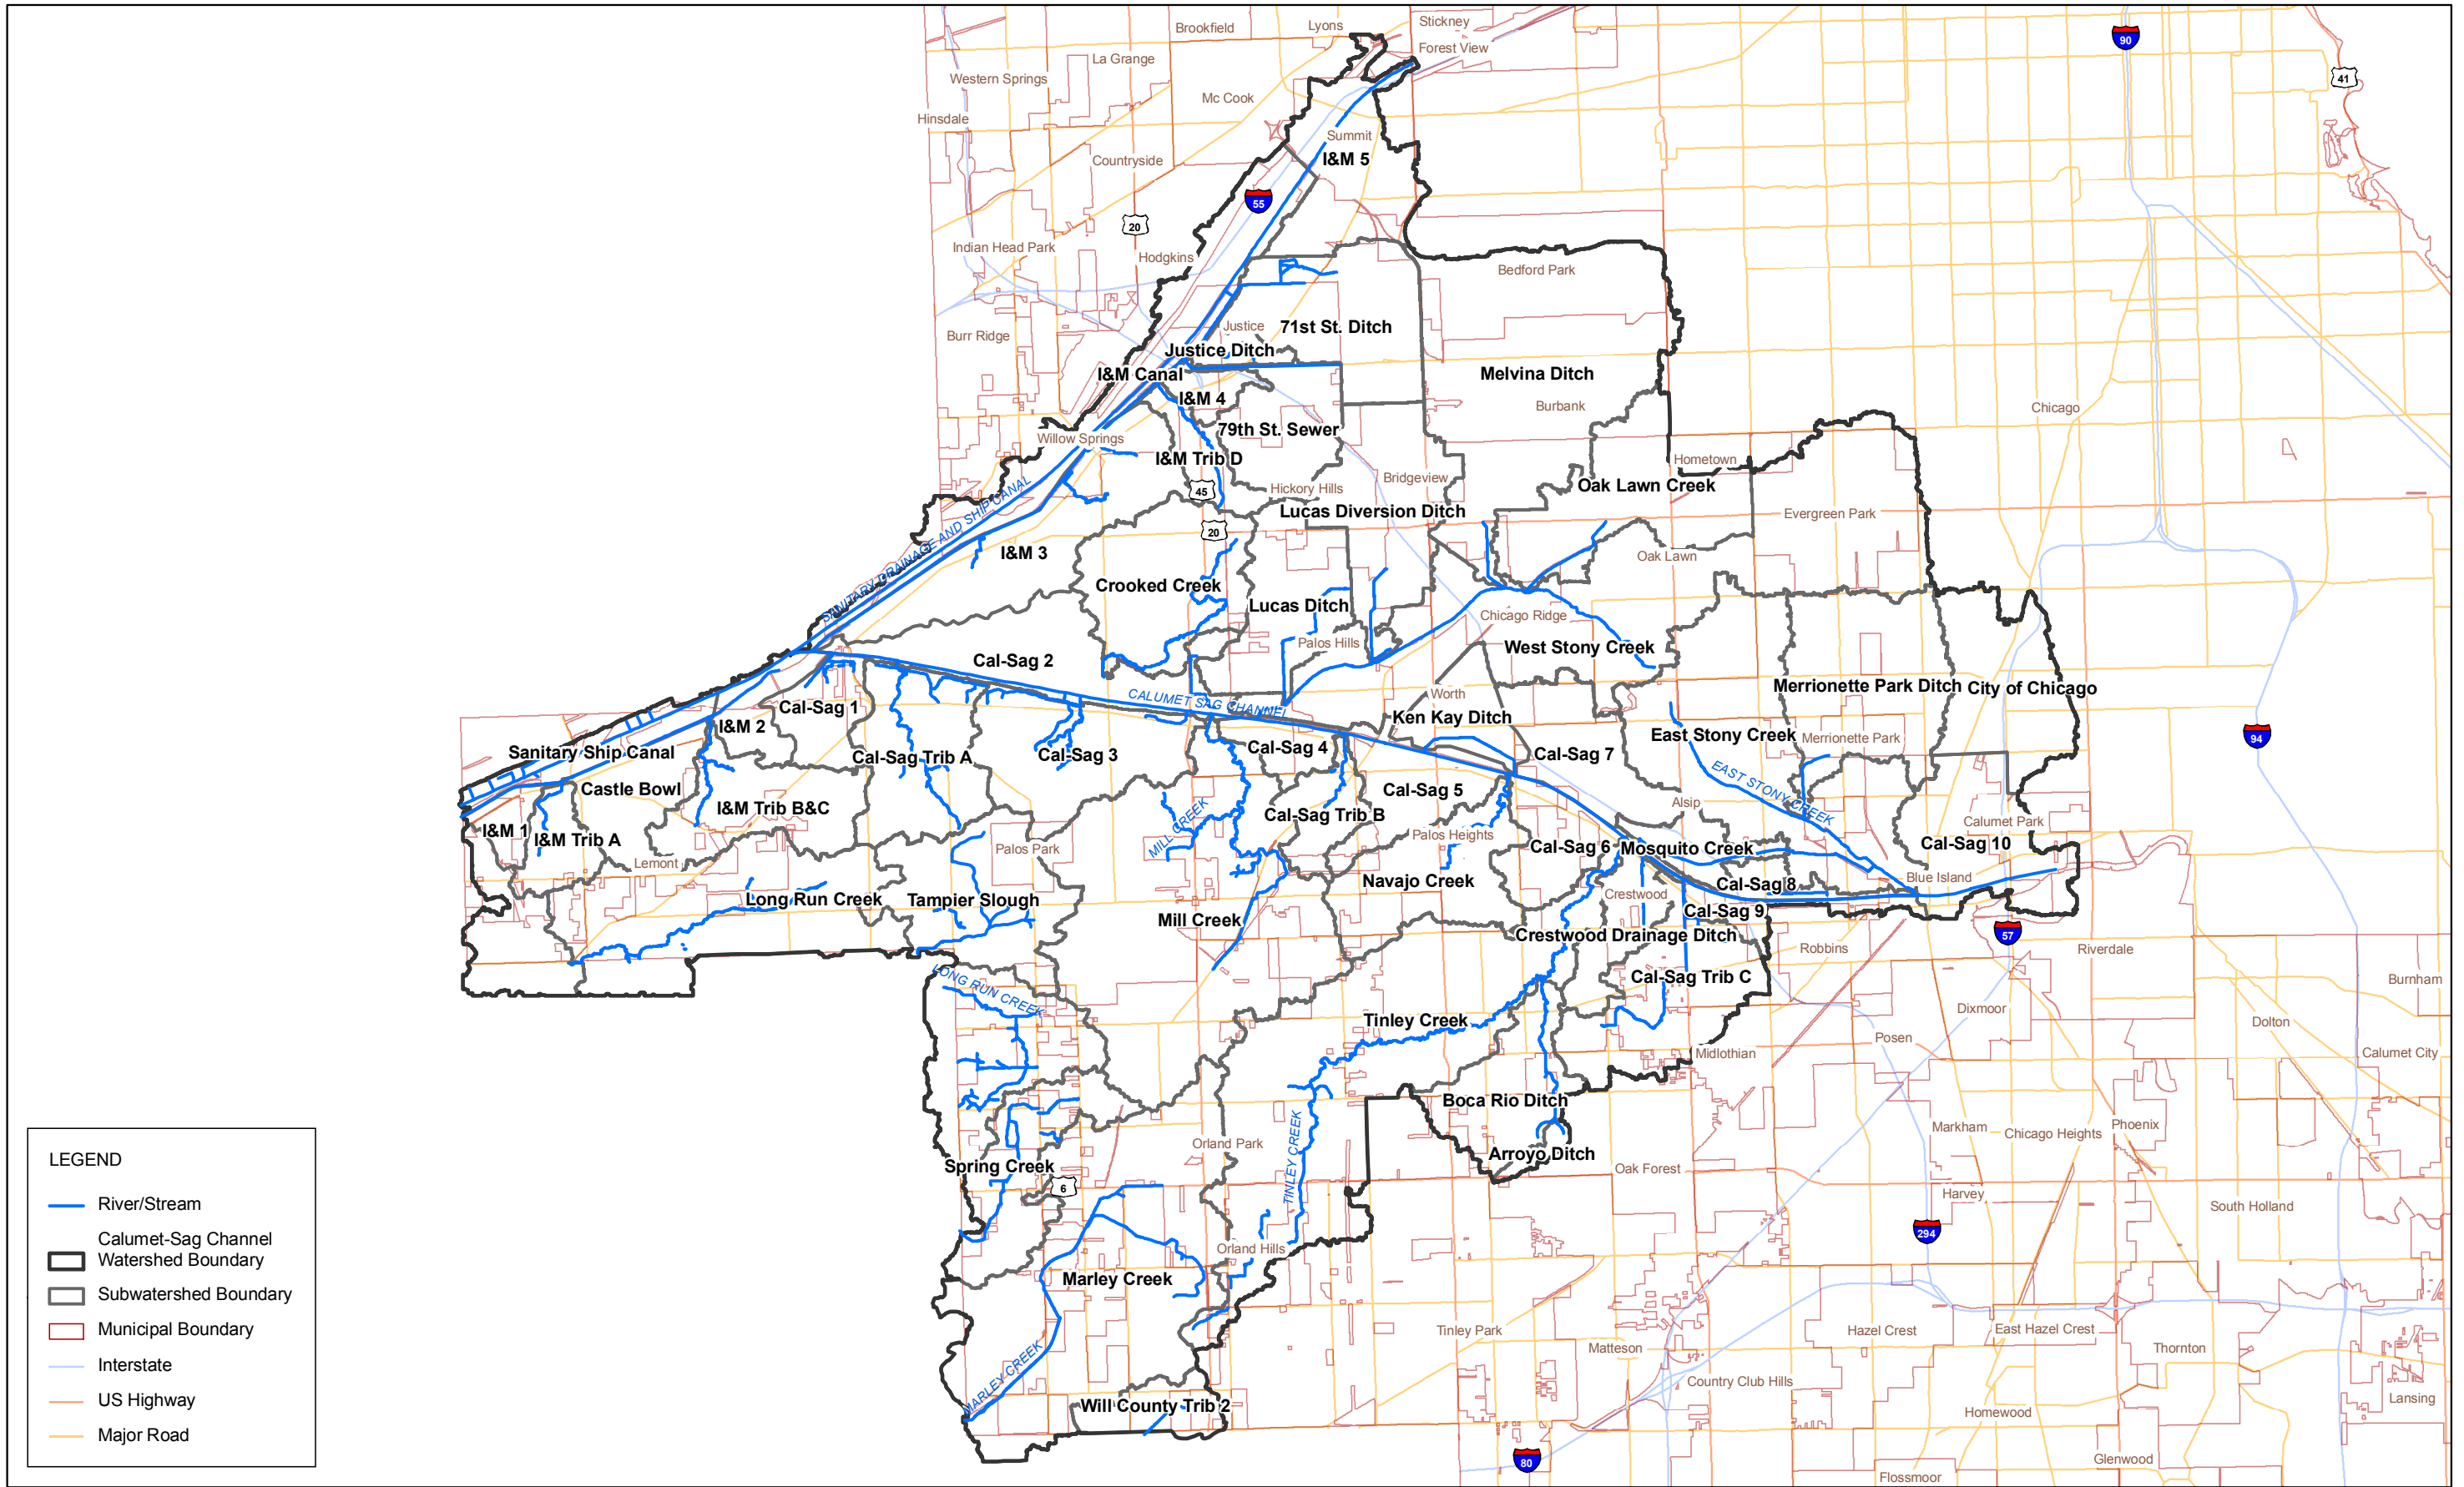 Brookfield
Lyons
Stickney
Forest View
90
41
La Grange
Western Springs
Mc Cook
Hinsdale
Summit
I&M 5
Countryside
55
20
Indian Head Park
Hodgkins
Bedford Park
Burr Ridge
Justice
71st St. Ditch
Justice Ditch
I&M Canal
I&M 4
Melvina Ditch
Burbank
Chicago
79th St. Sewer
Willow Springs
I&M Trib D
Hometown
45
Hickory Hills
Bridgeview
Oak Lawn Creek
SANITARY DRAINAGE AND SHIP CANAL
Lucas Diversion Ditch
Evergreen Park
20
I&M 3
Oak Lawn
Crooked Creek
Lucas Ditch
Chicago Ridge
Palos Hills
West Stony Creek
Cal-Sag 2
CALUMET SAG CHANNEL
Worth
Merrionette Park Ditch
City of Chicago
Cal-Sag 1
I&M 2
Ken Kay Ditch
East Stony Creek
Merrionette Park
94
Sanitary Ship Canal
Cal-Sag Trib A
Cal-Sag 3
Cal-Sag 4
Cal-Sag 7
EAST STONY CREEK
Castle Bowl
Cal-Sag 5
I&M Trib B&C
MILL CREEK
Cal-Sag Trib B
Alsip
Calumet Park
I&M 1
I&M Trib A
Palos Heights
Cal-Sag 10
Lemont
Palos Park
Cal-Sag 6
Mosquito Creek
Navajo Creek
Cal-Sag 8
Blue Island
Long Run Creek
Tampier Slough
Crestwood
Cal-Sag 9
Mill Creek
Crestwood Drainage Ditch
57
Robbins
Riverdale
LONG RUN CREEK
Cal-Sag Trib C
Burnham
Dixmoor
Tinley Creek
Dolton
Posen
Midlothian
Calumet City
Boca Rio Ditch
TINLEY CREEK
Orland Park
Markham
Chicago Heights
Phoenix
Arroyo Ditch
Spring Creek
Oak Forest
6
Harvey
South Holland
294
Orland Hills
Marley Creek
Tinley Park
Hazel Crest
East Hazel Crest
Matteson
Thornton
MARLEY CREEK
Country Club Hills
Lansing
Will County Trib 2
Homewood
80
Glenwood
Flossmoor
LEGEND
River/Stream
Calumet-Sag Channel
Watershed Boundary
Subwatershed Boundary
Municipal Boundary
Interstate
US Highway
Major Road